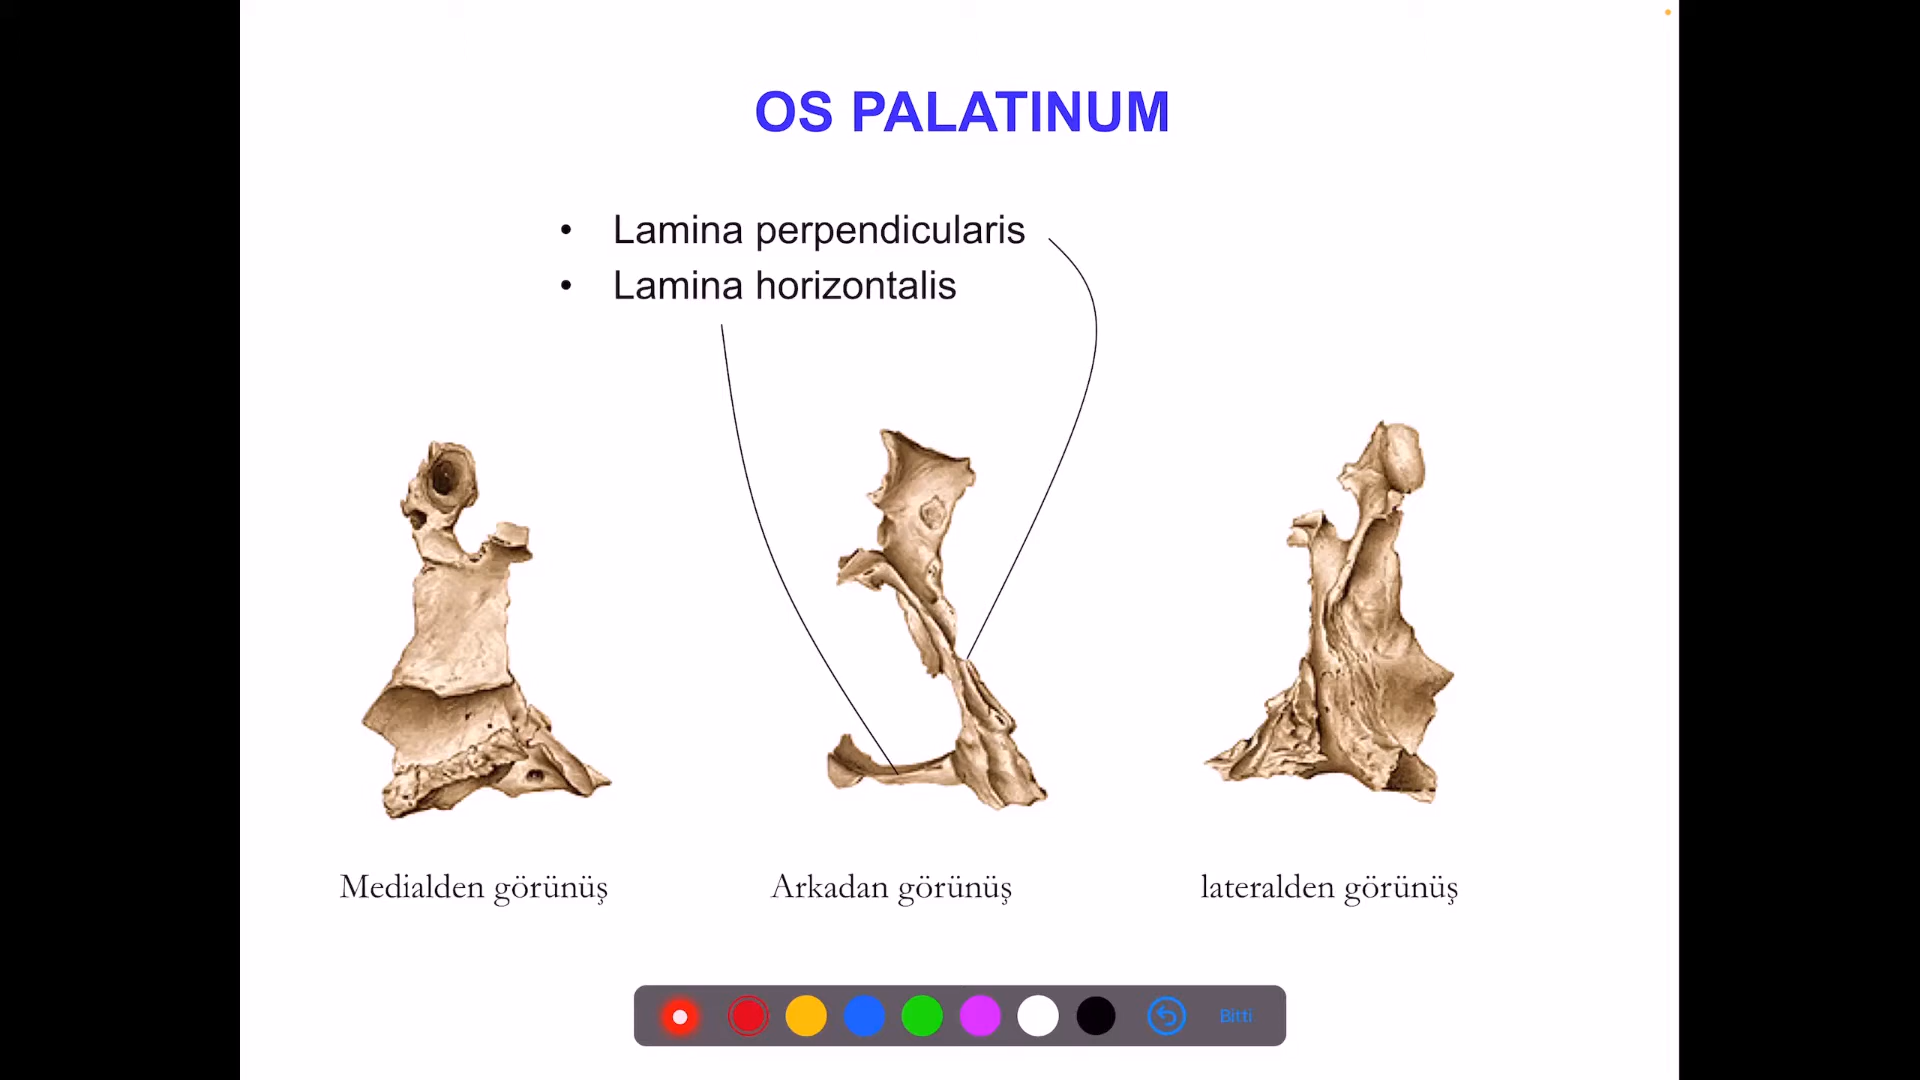 OS PALATINUM
• Lamina perpendicularis
• Lamina horizontalis
Medialden görünüş
Arkadan görünüş
lateralden görünüş
Bitti